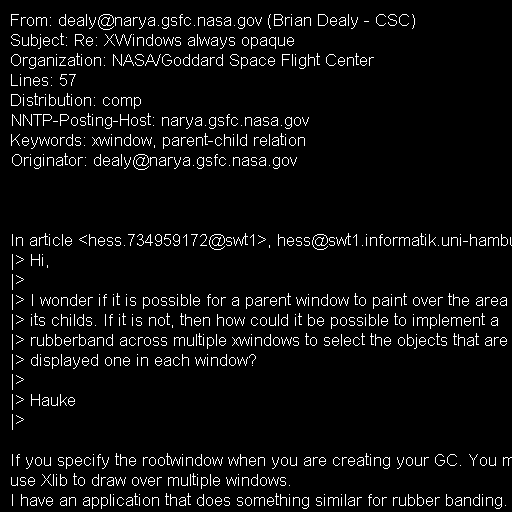 From: dealy@narya.gsfc.nasa.gov (Brian Dealy - CSC)
Subject: Re: XWindows always opaque
Organization: NASA/Goddard Space Flight Center
Lines: 57
Distribution: comp
NNTP-Posting-Host: narya.gsfc.nasa.gov
Keywords: xwindow, parent-child relation
Originator: dealy@narya.gsfc.nasa.gov
In article <hess.734959172@swt1>, hess@swt1.informatik.uni-hambu
|> Hi,
|>
|> I wonder if it is possible for a parent window to paint over the area
|> its childs. If it is not, then how could it be possible to implement a
|> rubberband across multiple xwindows to select the objects that are
|> displayed one in each window?
|>
|> Hauke
|>
If you specify the rootwindow when you are creating your GC. You
use Xlib to draw over multiple windows.
I have an application that does something similar for rubber banding.